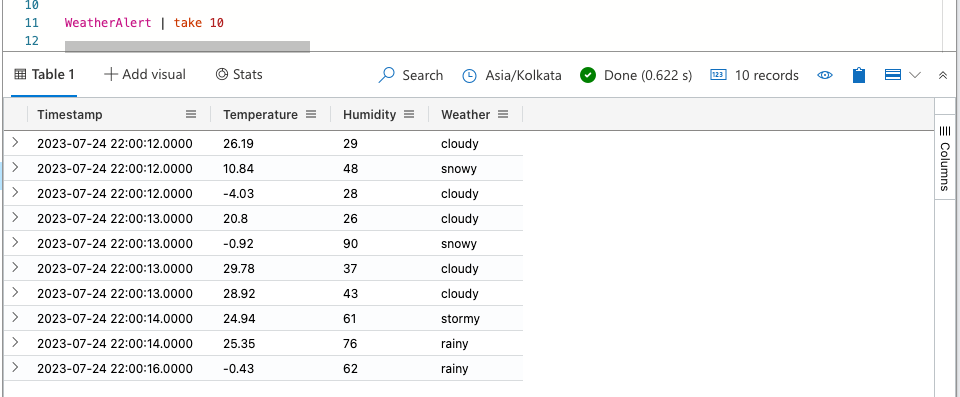 10
11 WeatherAlert | take 10
12
Table 1 Add visual Stats Search Asia/Kolkata Done (0.622 s) 123 10 records
Timestamp Temperature Humidity Weather
2023-07-24 22:00:12.0000 26.19 29 cloudy
2023-07-24 22:00:12.0000 10.84 48 snowy
2023-07-24 22:00:12.0000 -4.03 28 cloudy
2023-07-24 22:00:13.0000 20.8 26 cloudy
2023-07-24 22:00:13.0000 -0.92 90 snowy
2023-07-24 22:00:13.0000 29.78 37 cloudy
2023-07-24 22:00:13.0000 28.92 43 cloudy
2023-07-24 22:00:14.0000 24.94 61 stormy
2023-07-24 22:00:14.0000 25.35 76 rainy
2023-07-24 22:00:16.0000 -0.43 62 rainy
Columns